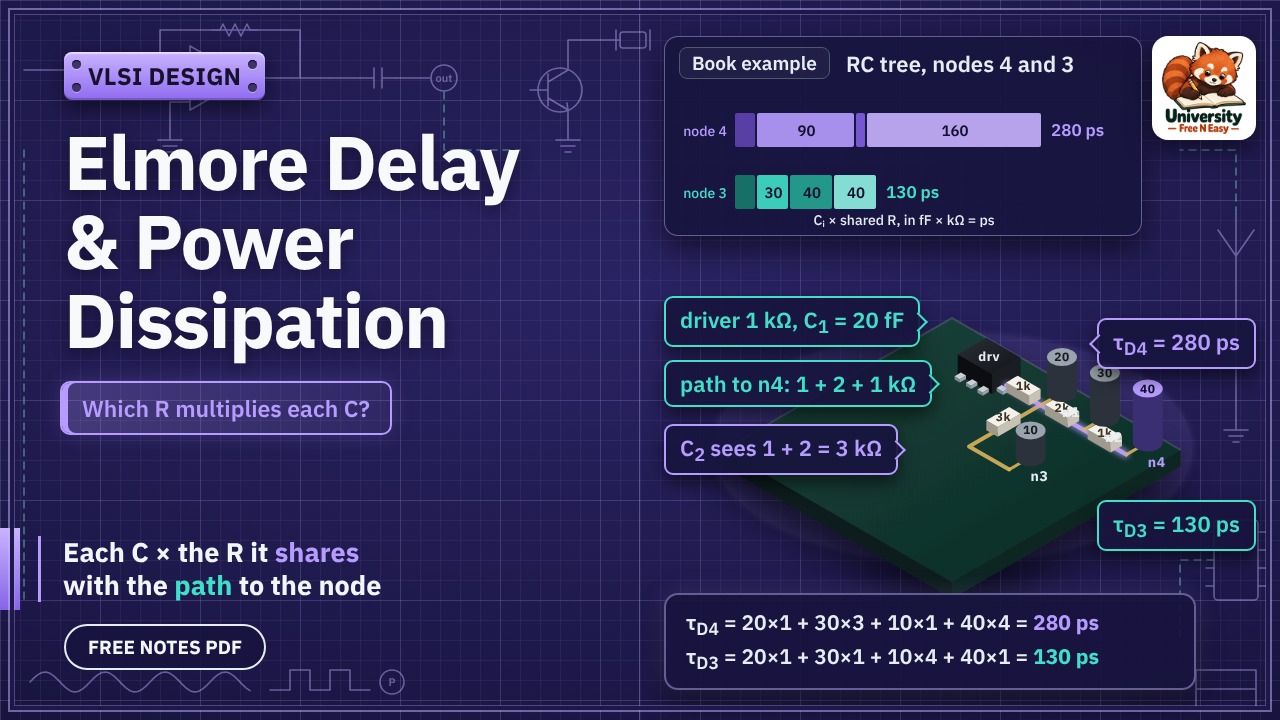 VLSI DESIGN
Elmore Delay
& Power
Dissipation
Which R multiplies each C?
Each C × the R it shares
with the path to the node
FREE NOTES PDF
out
P
Book example
RC tree, nodes 4 and 3
node 4
90
160
280 ps
node 3
30
40
40
130 ps
Cᵢ × shared R, in fF × kΩ = ps
University
Free N Easy
driver 1 kΩ, C₁ = 20 fF
path to n4: 1 + 2 + 1 kΩ
C₂ sees 1 + 2 = 3 kΩ
drv
1k
2k
1k
3k
20
30
40
10
n3
n4
τD4 = 280 ps
τD3 = 130 ps
τD4 = 20×1 + 30×3 + 10×1 + 40×4 = 280 ps
τD3 = 20×1 + 30×1 + 10×4 + 40×1 = 130 ps